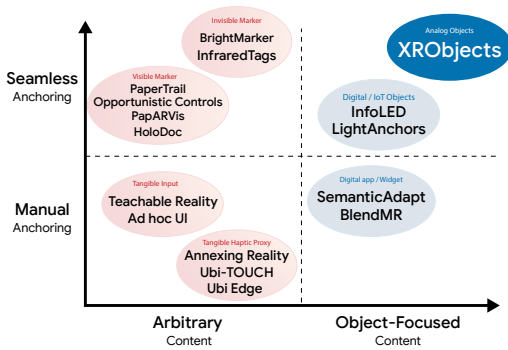 Invisible Marker
BrightMarker
InfraredTags
Analog Objects
XRObjects
Seamless
Anchoring
Visible Marker
PaperTrail
Opportunistic Controls
PapARVis
HoloDoc
Digital / IoT Objects
InfoLED
LightAnchors
Manual
Anchoring
Tangible Input
Teachable Reality
Ad hoc UI
Digital app / Widget
SemanticAdapt
BlendMR
Tangible Haptic Proxy
Annexing Reality
Ubi-TOUCH
Ubi Edge
Arbitrary
Content
Object-Focused
Content